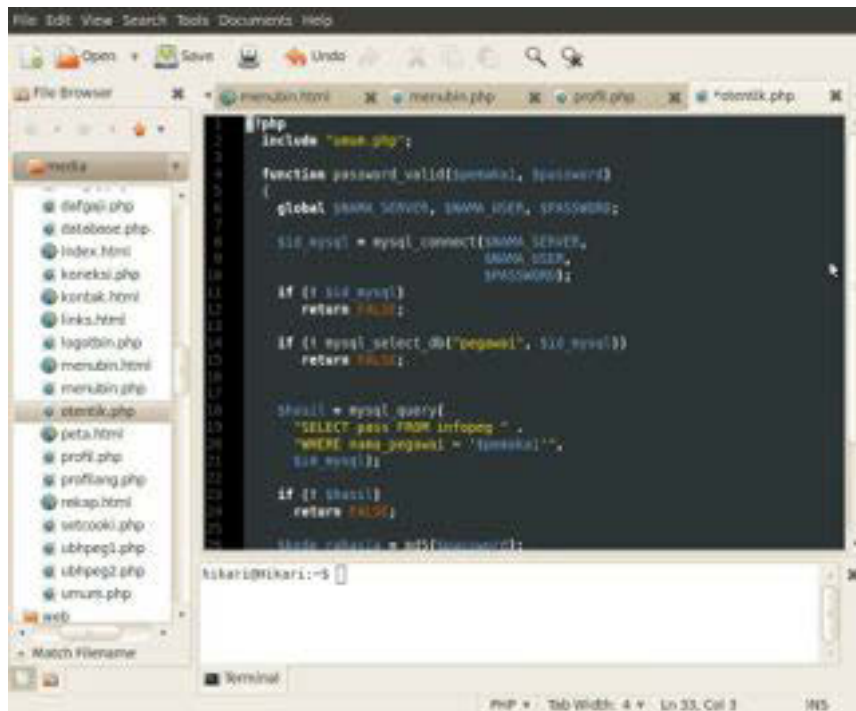 File Edit View Search Tools Documents Help
Open Save Undo
File Browser
menubin.html menubin.php profil.php *otentik.php
media
dafgaji.php
database.php
index.html
koneksi.php
kontak.html
links.html
logotbin.php
menubin.html
menubin.php
otentik.php
peta.html
profil.php
profilang.php
rekap.html
setcooki.php
ubhpeg1.php
ubhpeg2.php
umum.php
web
Match Filename
?php
include "umum.php";
function password_valid($pemakai, $password)
{
global $NAMA_SERVER, $NAMA_USER, $PASSWORD;
$id_mysql = mysql_connect($NAMA_SERVER,
$NAMA_USER,
$PASSWORD);
if (! $id_mysql)
return FALSE;
if (! mysql_select_db("pegawai", $id_mysql))
return FALSE;
$hasil = mysql_query(
"SELECT pass FROM infopeg " .
"WHERE nama_pegawai = '$pemakai'",
$id_mysql);
if (! $hasil)
return FALSE;
$kode_rahasia = md5($password);
hikari@Hikari:~$
Terminal
PHP Tab Width: 4 Ln 33, Col 3 INS